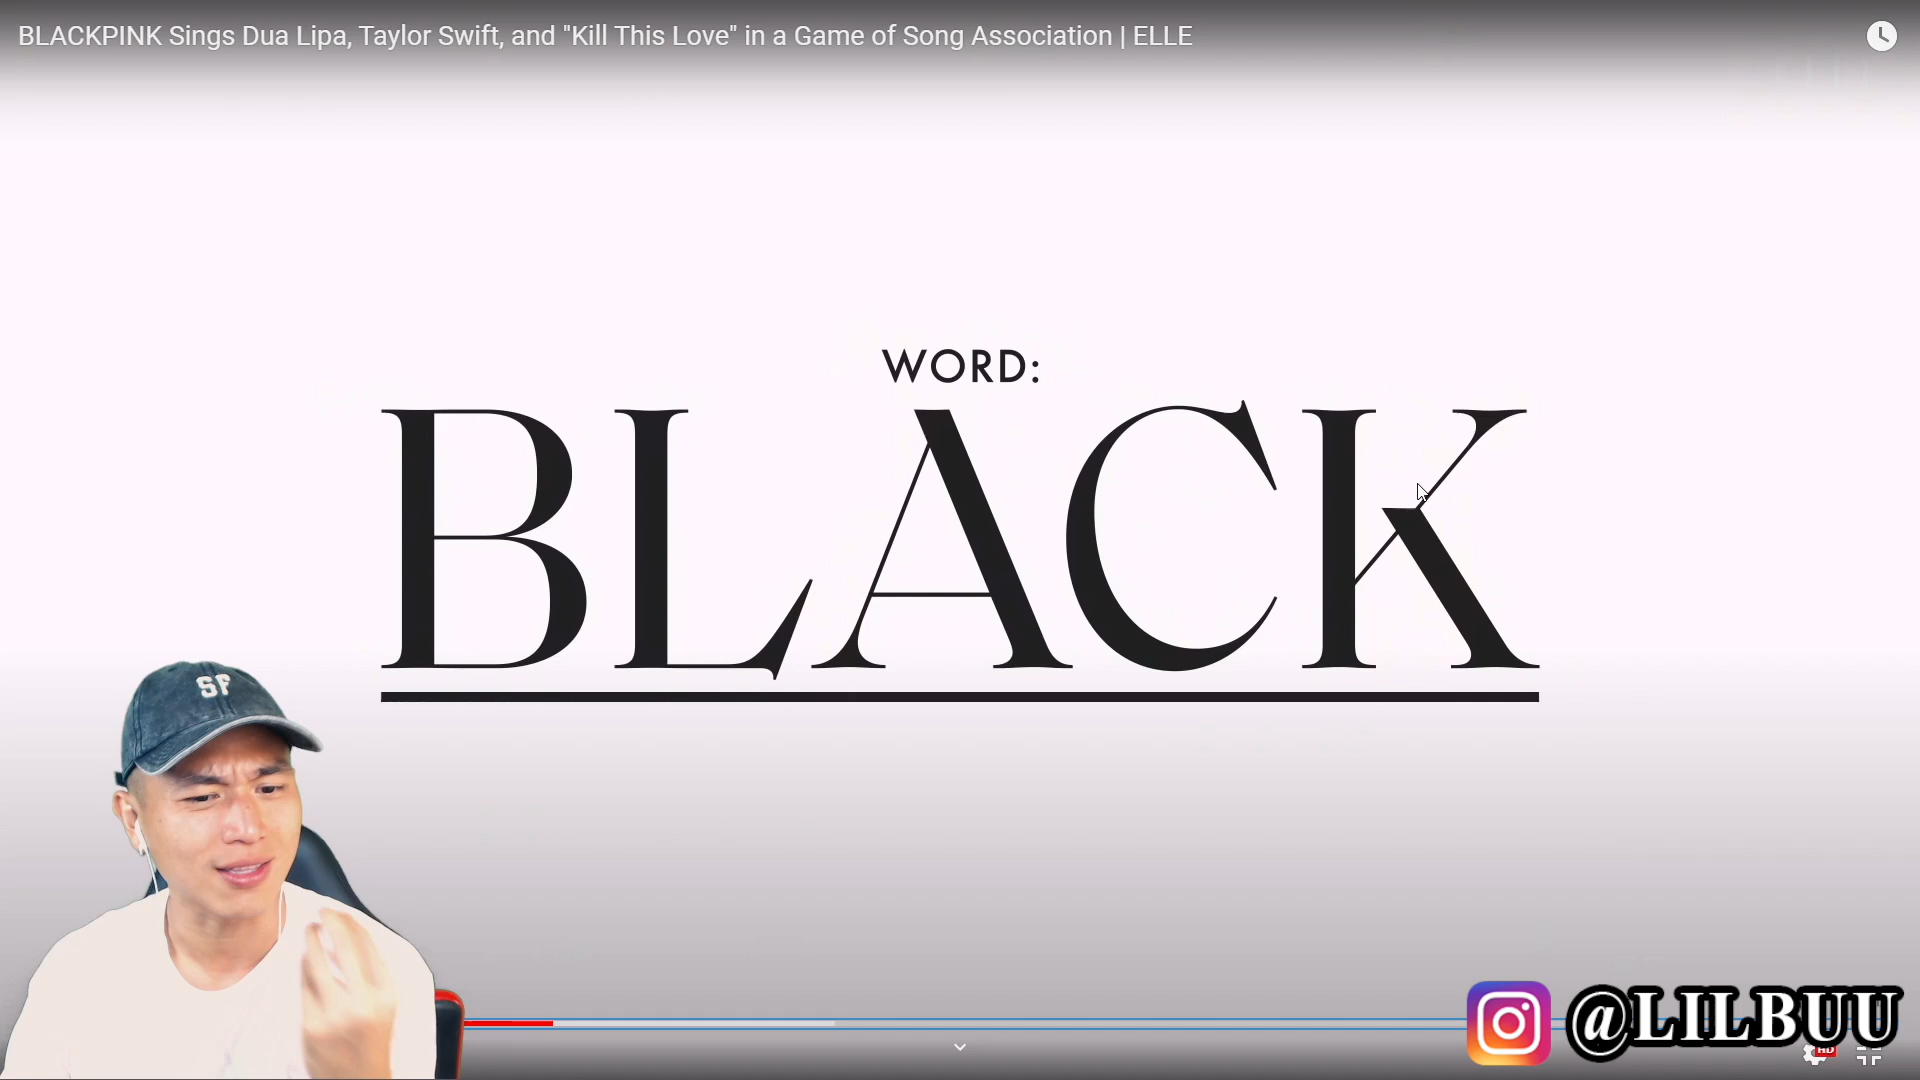 BLACKPINK Sings Dua Lipa, Taylor Swift, and "Kill This Love" in a Game of Song Association | ELLE
WORD:
BLACK
SF
@LILBUU
HD